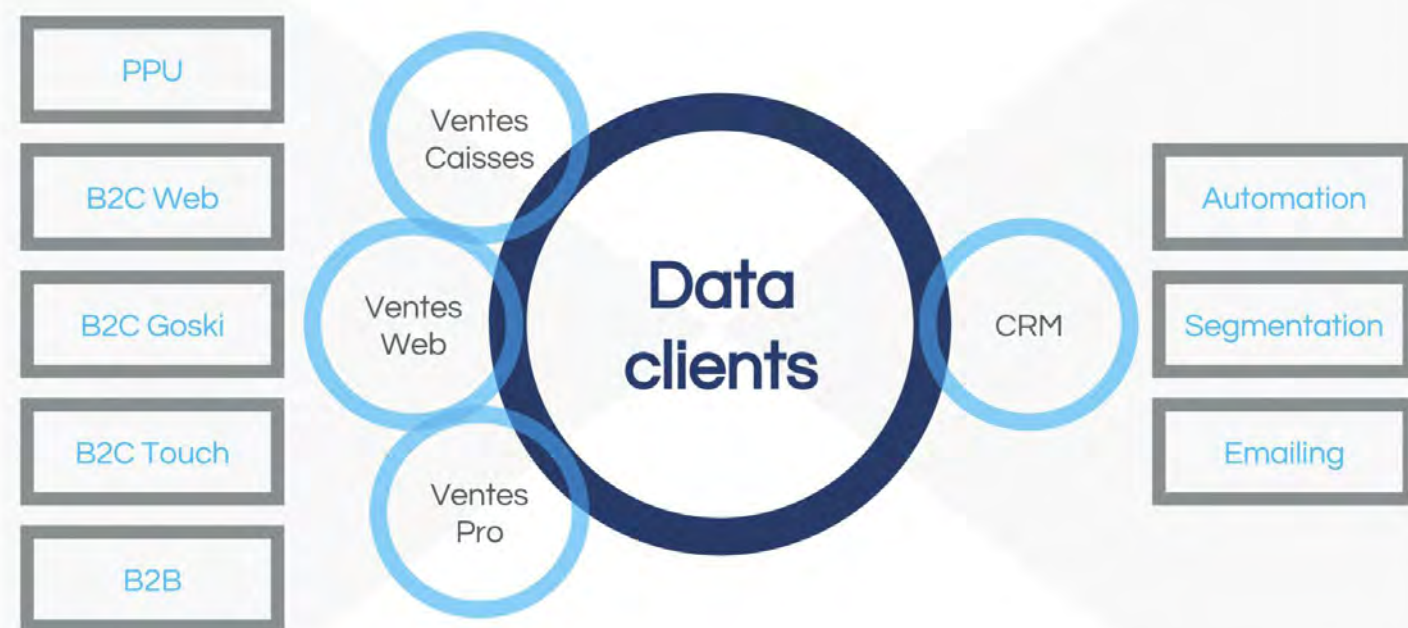 PPU
B2C Web
B2C Goski
B2C Touch
B2B
Ventes
Caisses
Ventes
Web
Ventes
Pro
Data
clients
CRM
Automation
Segmentation
Emailing